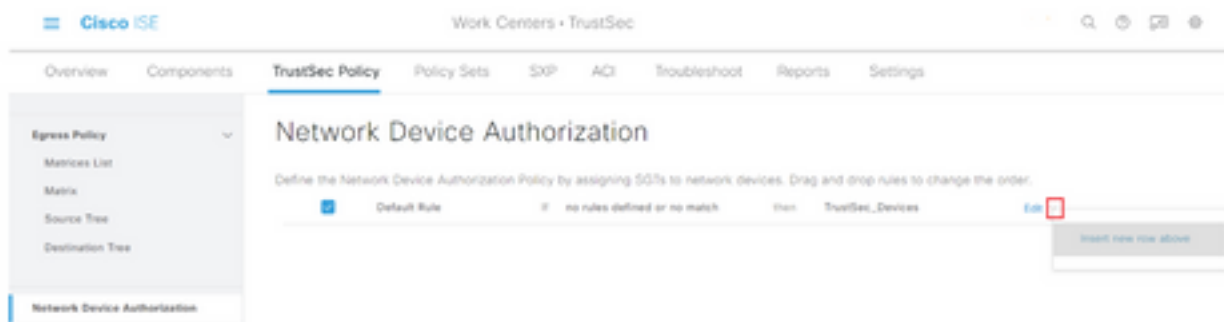 Cisco ISE
Work Centers · TrustSec
Overview Components TrustSec Policy Policy Sets SXP ACI Troubleshoot Reports Settings
Egress Policy
Matrices List
Matrix
Source Tree
Destination Tree
Network Device Authorization
Network Device Authorization
Define the Network Device Authorization Policy by assigning SGTs to network devices. Drag and drop rules to change the order.
Default Rule If no rules defined or no match then TrustSec_Devices Edit
Insert new row above